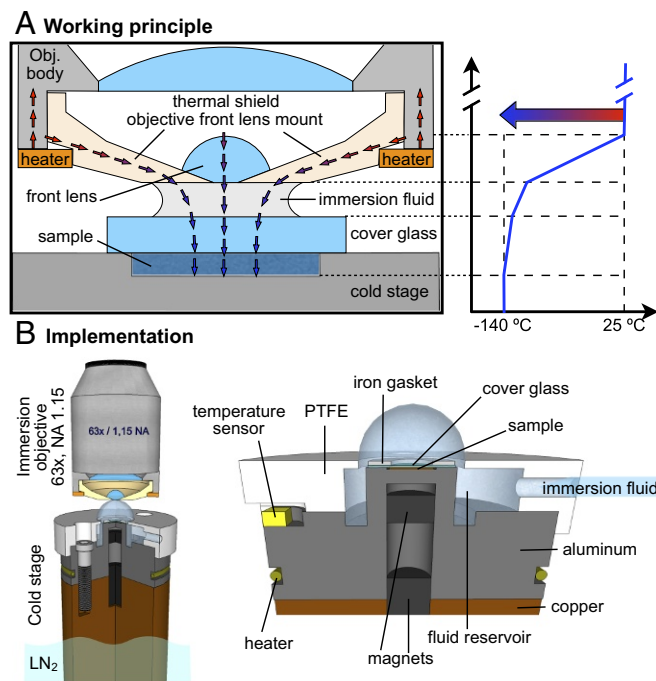 A Working principle
Obj.
body
thermal shield
objective front lens mount
heater
heater
front lens
immersion fluid
sample
cover glass
cold stage
-140 ºC
25 ºC
B Implementation
Immersion
objective
63x, NA 1.15
63x / 1,15 NA
Cold stage
LN₂
iron gasket
cover glass
temperature
sensor
PTFE
sample
immersion fluid
aluminum
copper
heater
fluid reservoir
magnets